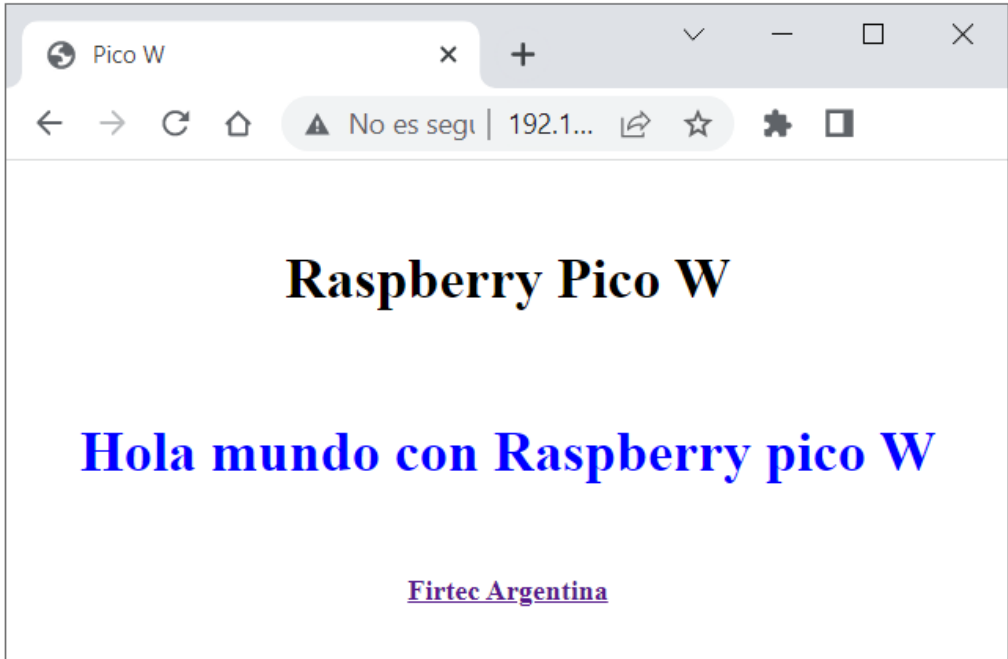 Pico W
No es segu 192.1...
Raspberry Pico W
Hola mundo con Raspberry pico W
Firtec Argentina